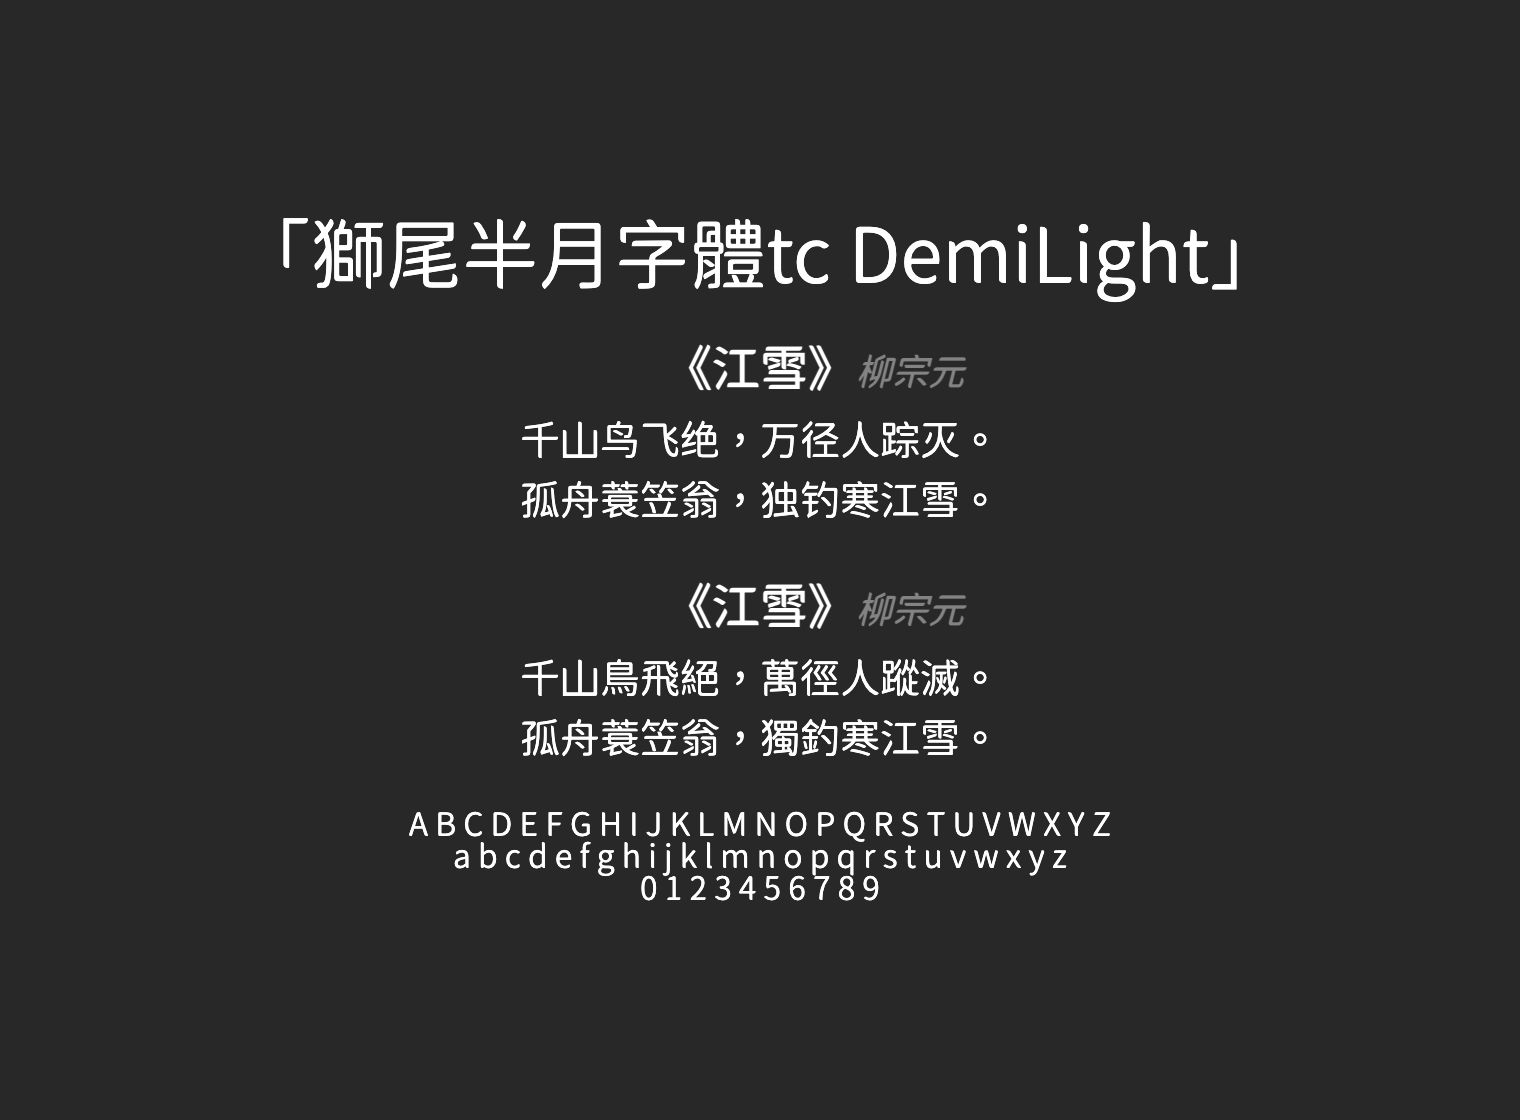 「獅尾半月字體tc DemiLight」
《江雪》 柳宗元
千山鸟飞绝，万径人踪灭。
孤舟蓑笠翁，独钓寒江雪。
《江雪》 柳宗元
千山鳥飛絕，萬徑人蹤滅。
孤舟蓑笠翁，獨釣寒江雪。
A B C D E F G H I J K L M N O P Q R S T U V W X Y Z
a b c d e f g h i j k l m n o p q r s t u v w x y z
0 1 2 3 4 5 6 7 8 9